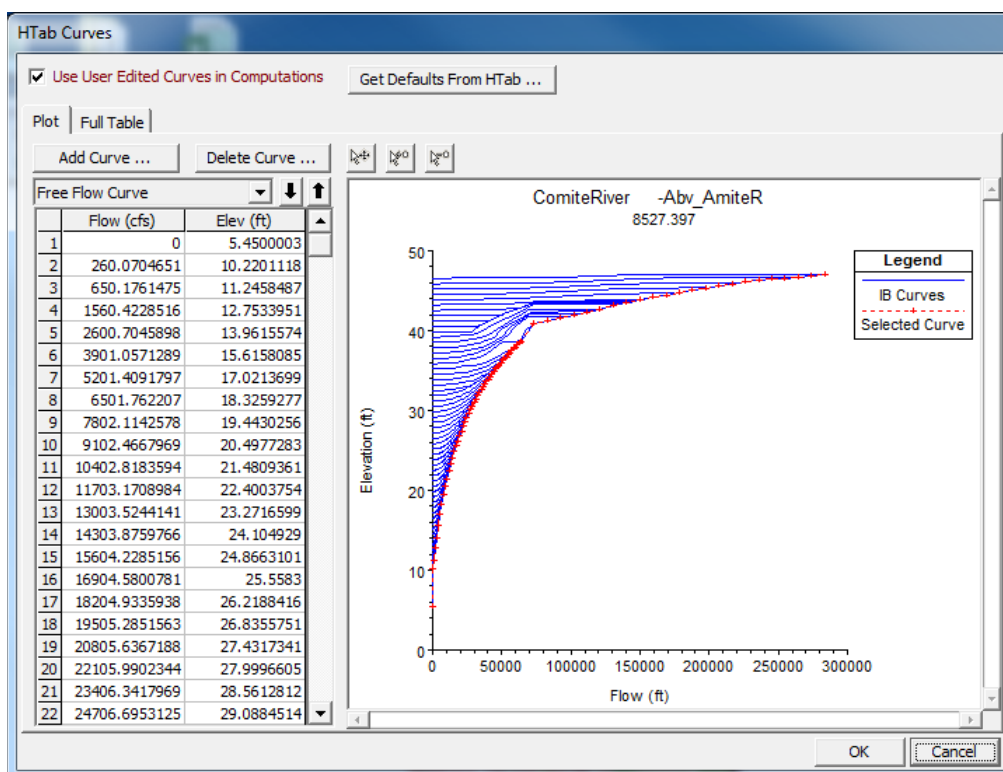 HTab Curves
Use User Edited Curves in Computations
Get Defaults From HTab ...
Plot
Full Table
Add Curve ...
Delete Curve ...
Free Flow Curve
Flow (cfs) Elev (ft)
1 0 5.4500003
2 260.0704651 10.2201118
3 650.1761475 11.2458487
4 1560.4228516 12.7533951
5 2600.7045898 13.9615574
6 3901.0571289 15.6158085
7 5201.4091797 17.0213699
8 6501.762207 18.3259277
9 7802.1142578 19.4430256
10 9102.4667969 20.4977283
11 10402.8183594 21.4809361
12 11703.1708984 22.4003754
13 13003.5244141 23.2716599
14 14303.8759766 24.104929
15 15604.2285156 24.8663101
16 16904.5800781 25.5583
17 18204.9335938 26.2188416
18 19505.2851563 26.8355751
19 20805.6367188 27.4317341
20 22105.9902344 27.9996605
21 23406.3417969 28.5612812
22 24706.6953125 29.0884514
ComiteRiver -Abv_AmiteR
8527.397
50
40
30
20
10
0
Elevation (ft)
0 50000 100000 150000 200000 250000 300000
Flow (ft)
Legend
IB Curves
Selected Curve
OK
Cancel